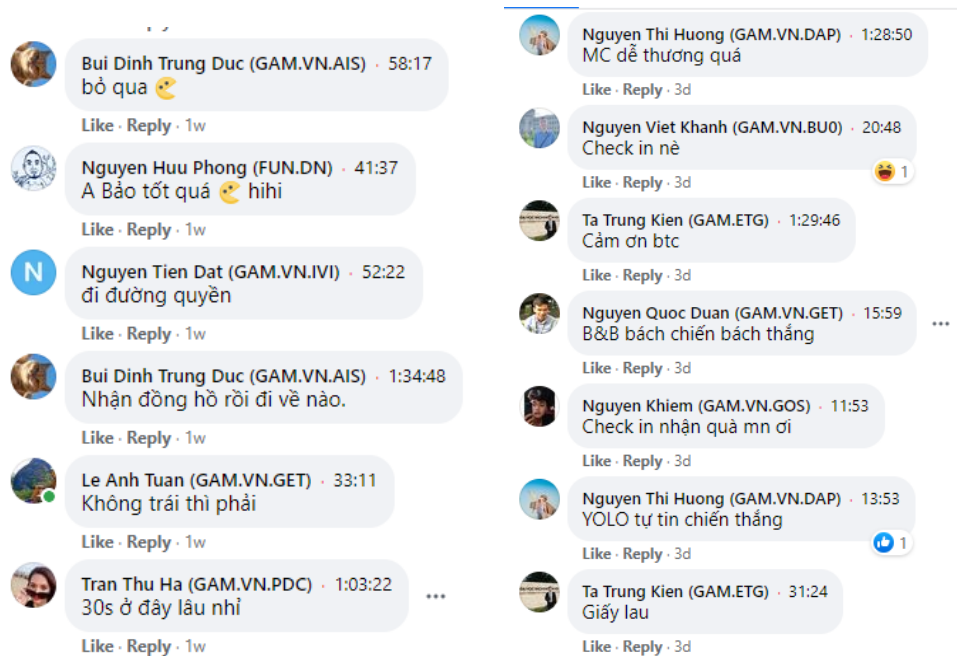 Bui Dinh Trung Duc (GAM.VN.AIS) · 58:17
bỏ qua
Like · Reply · 1w
Nguyen Huu Phong (FUN.DN) · 41:37
A Bảo tốt quá hihi
Like · Reply · 1w
N
Nguyen Tien Dat (GAM.VN.IVI) · 52:22
đi đường quyền
Like · Reply · 1w
Bui Dinh Trung Duc (GAM.VN.AIS) · 1:34:48
Nhận đồng hồ rồi đi về nào.
Like · Reply · 1w
Le Anh Tuan (GAM.VN.GET) · 33:11
Không trái thì phải
Like · Reply · 1w
Tran Thu Ha (GAM.VN.PDC) · 1:03:22
30s ở đây lâu nhỉ
Like · Reply · 1w
Nguyen Thi Huong (GAM.VN.DAP) · 1:28:50
MC dễ thương quá
Like · Reply · 3d
Nguyen Viet Khanh (GAM.VN.BU0) · 20:48
Check in nè
1
Like · Reply · 3d
Ta Trung Kien (GAM.ETG) · 1:29:46
Cảm ơn btc
Like · Reply · 3d
Nguyen Quoc Duan (GAM.VN.GET) · 15:59
B&B bách chiến bách thắng
Like · Reply · 3d
Nguyen Khiem (GAM.VN.GOS) · 11:53
Check in nhận quà mn ơi
Like · Reply · 3d
Nguyen Thi Huong (GAM.VN.DAP) · 13:53
YOLO tự tin chiến thắng
1
Like · Reply · 3d
Ta Trung Kien (GAM.ETG) · 31:24
Giấy lau
Like · Reply · 3d